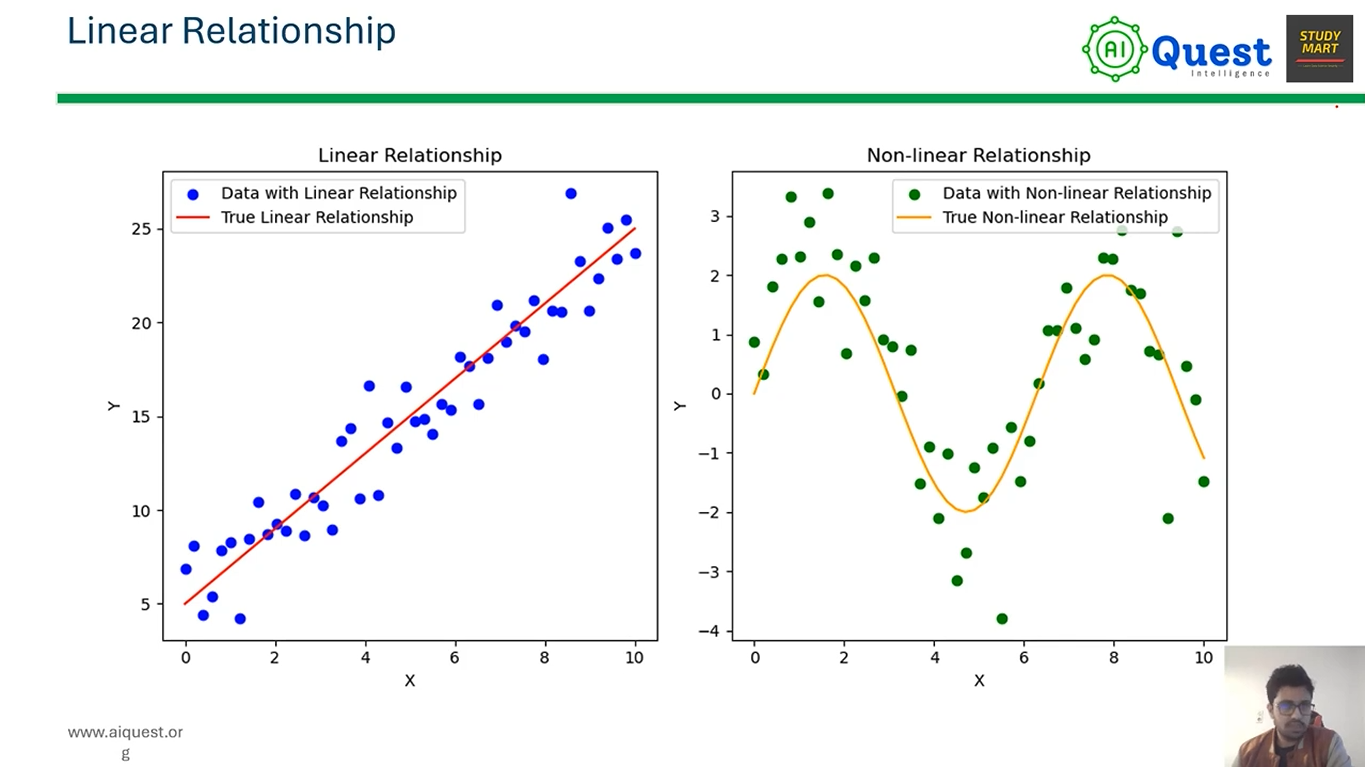 Linear Relationship
AI Quest
Intelligence
STUDY
MART
Linear Relationship
Data with Linear Relationship
True Linear Relationship
25
20
15
10
5
Y
0 2 4 6 8 10
X
Non-linear Relationship
Data with Non-linear Relationship
True Non-linear Relationship
3
2
1
0
−1
−2
−3
−4
Y
0 2 4 6 8 10
X
www.aiquest.or
g